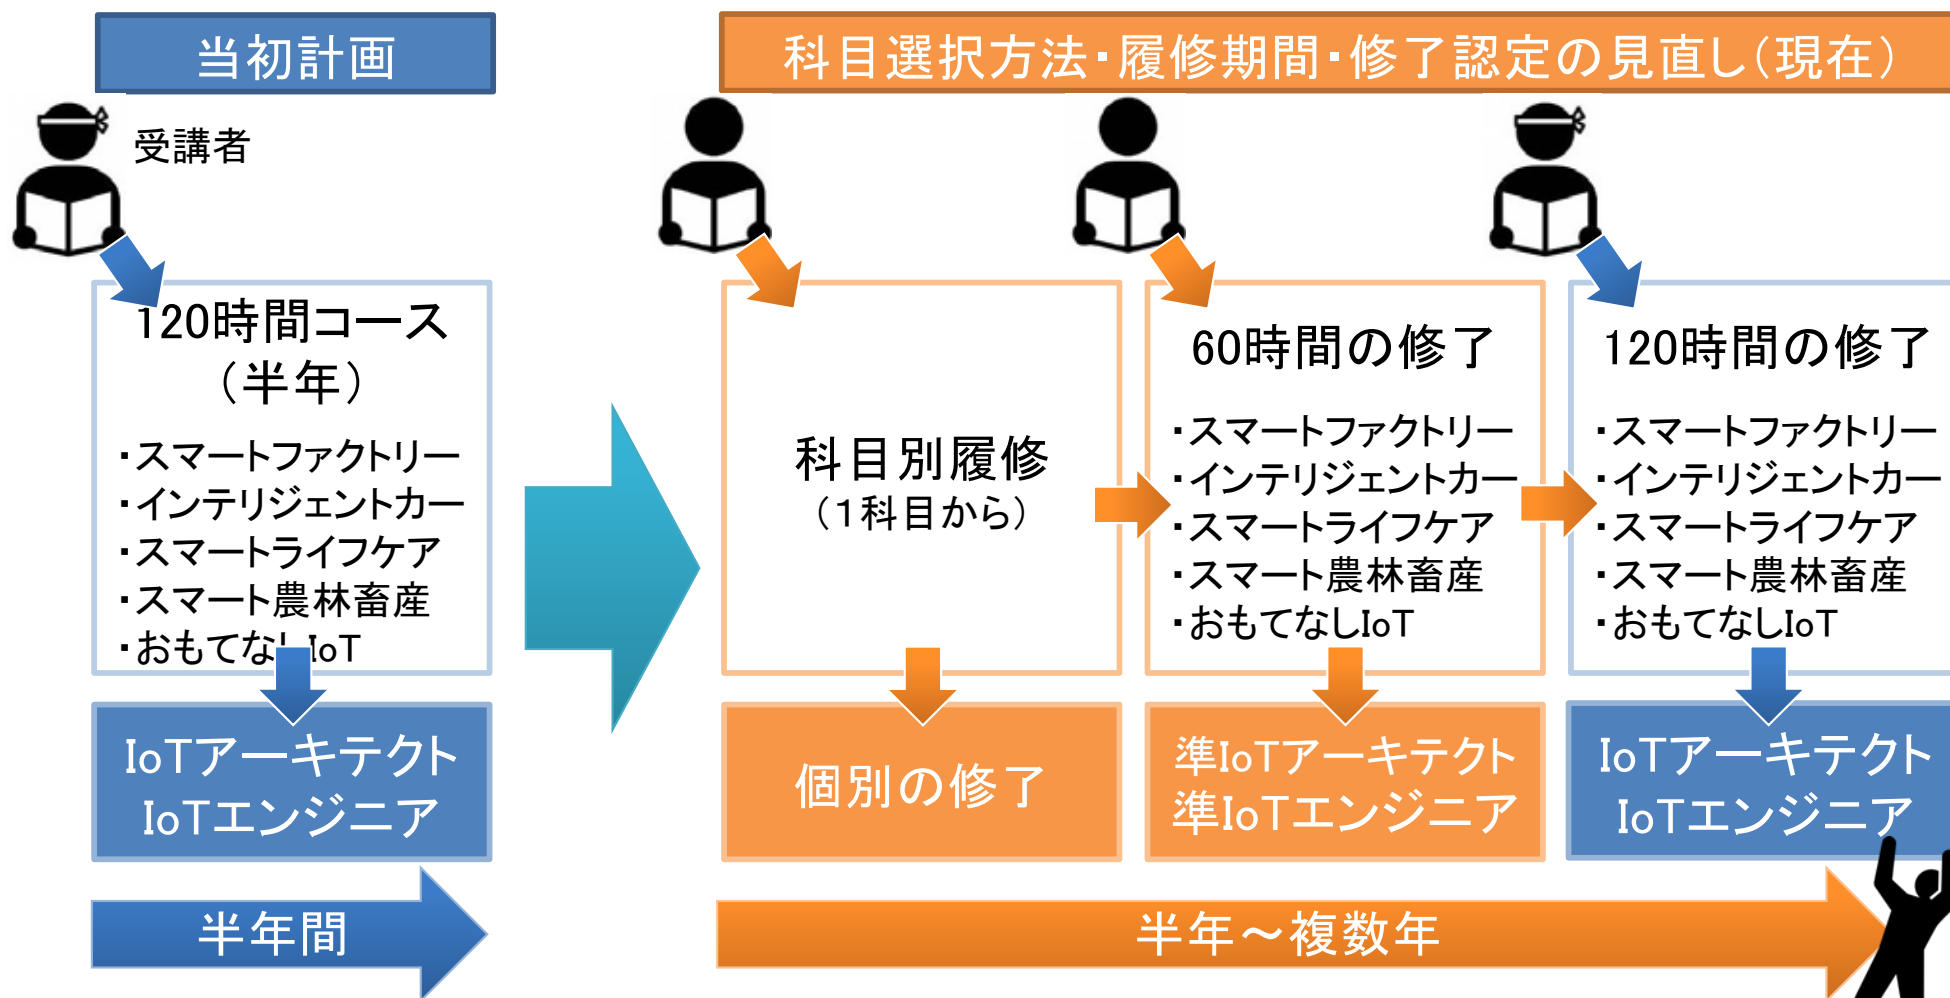 当初計画
受講者
120時間コース
（半年）
・スマートファクトリー
・インテリジェントカー
・スマートライフケア
・スマート農林畜産
・おもてなしIoT
IoTアーキテクト
IoTエンジニア
半年間
科目選択方法・履修期間・修了認定の見直し（現在）
科目別履修
（1科目から）
個別の修了
60時間の修了
・スマートファクトリー
・インテリジェントカー
・スマートライフケア
・スマート農林畜産
・おもてなしIoT
準IoTアーキテクト
準IoTエンジニア
120時間の修了
・スマートファクトリー
・インテリジェントカー
・スマートライフケア
・スマート農林畜産
・おもてなしIoT
IoTアーキテクト
IoTエンジニア
半年～複数年